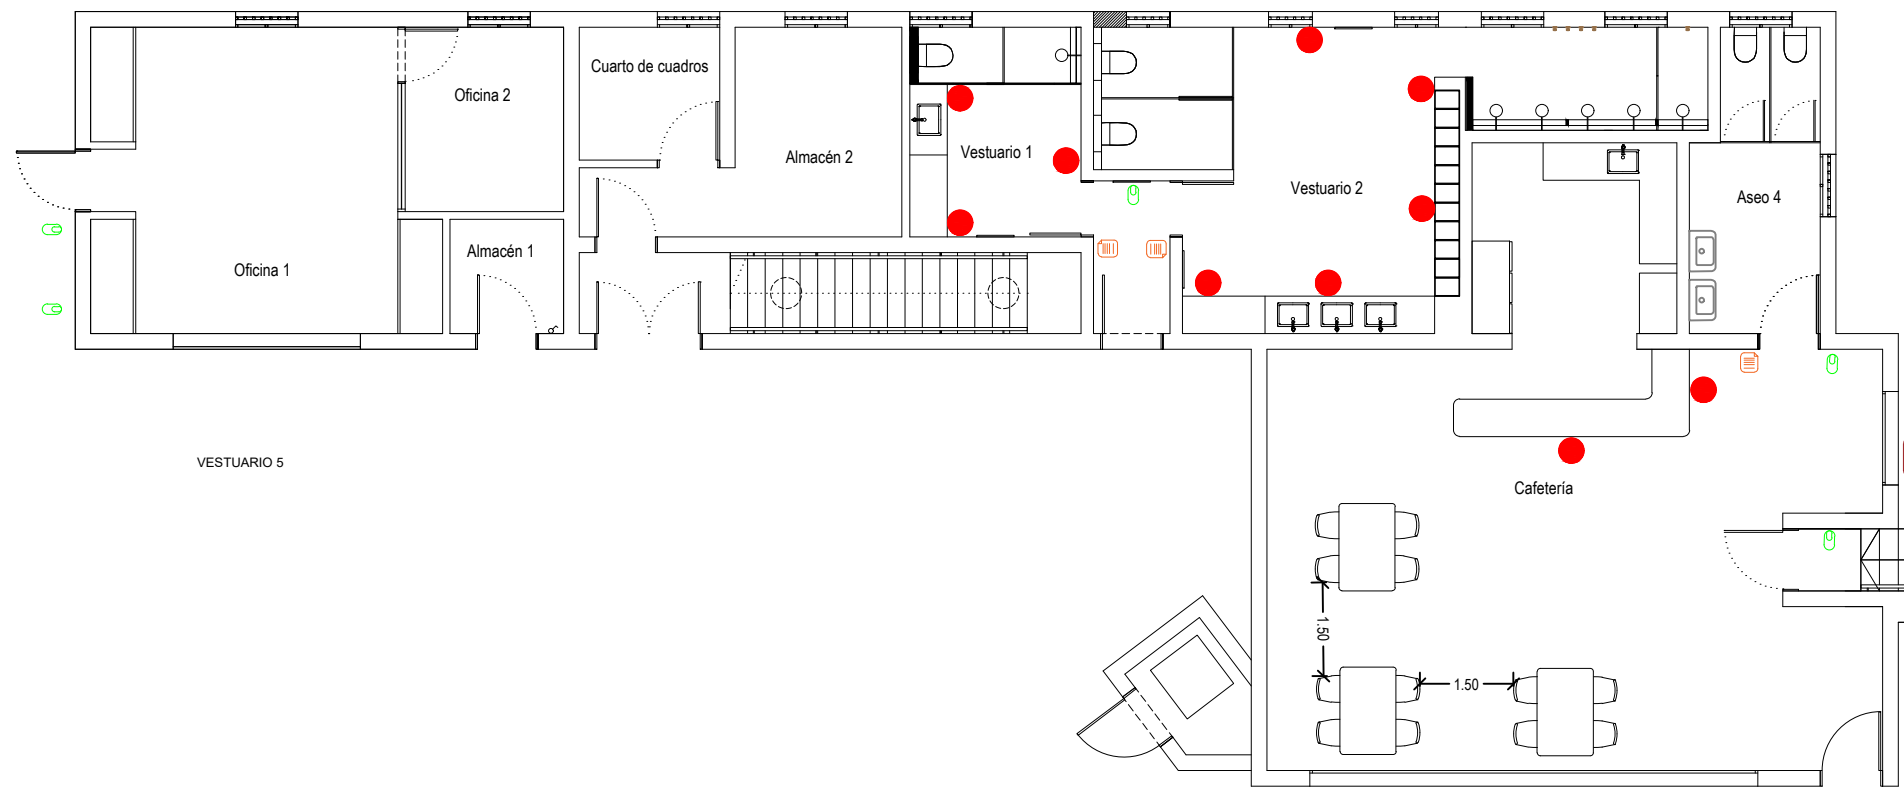 Cuarto de cuadros
Oficina 2
Almacén 2
Vestuario 1
Vestuario 2
Aseo 4
Almacén 1
Oficina 1
VESTUARIO 5
Cafetería
1.50
1.50